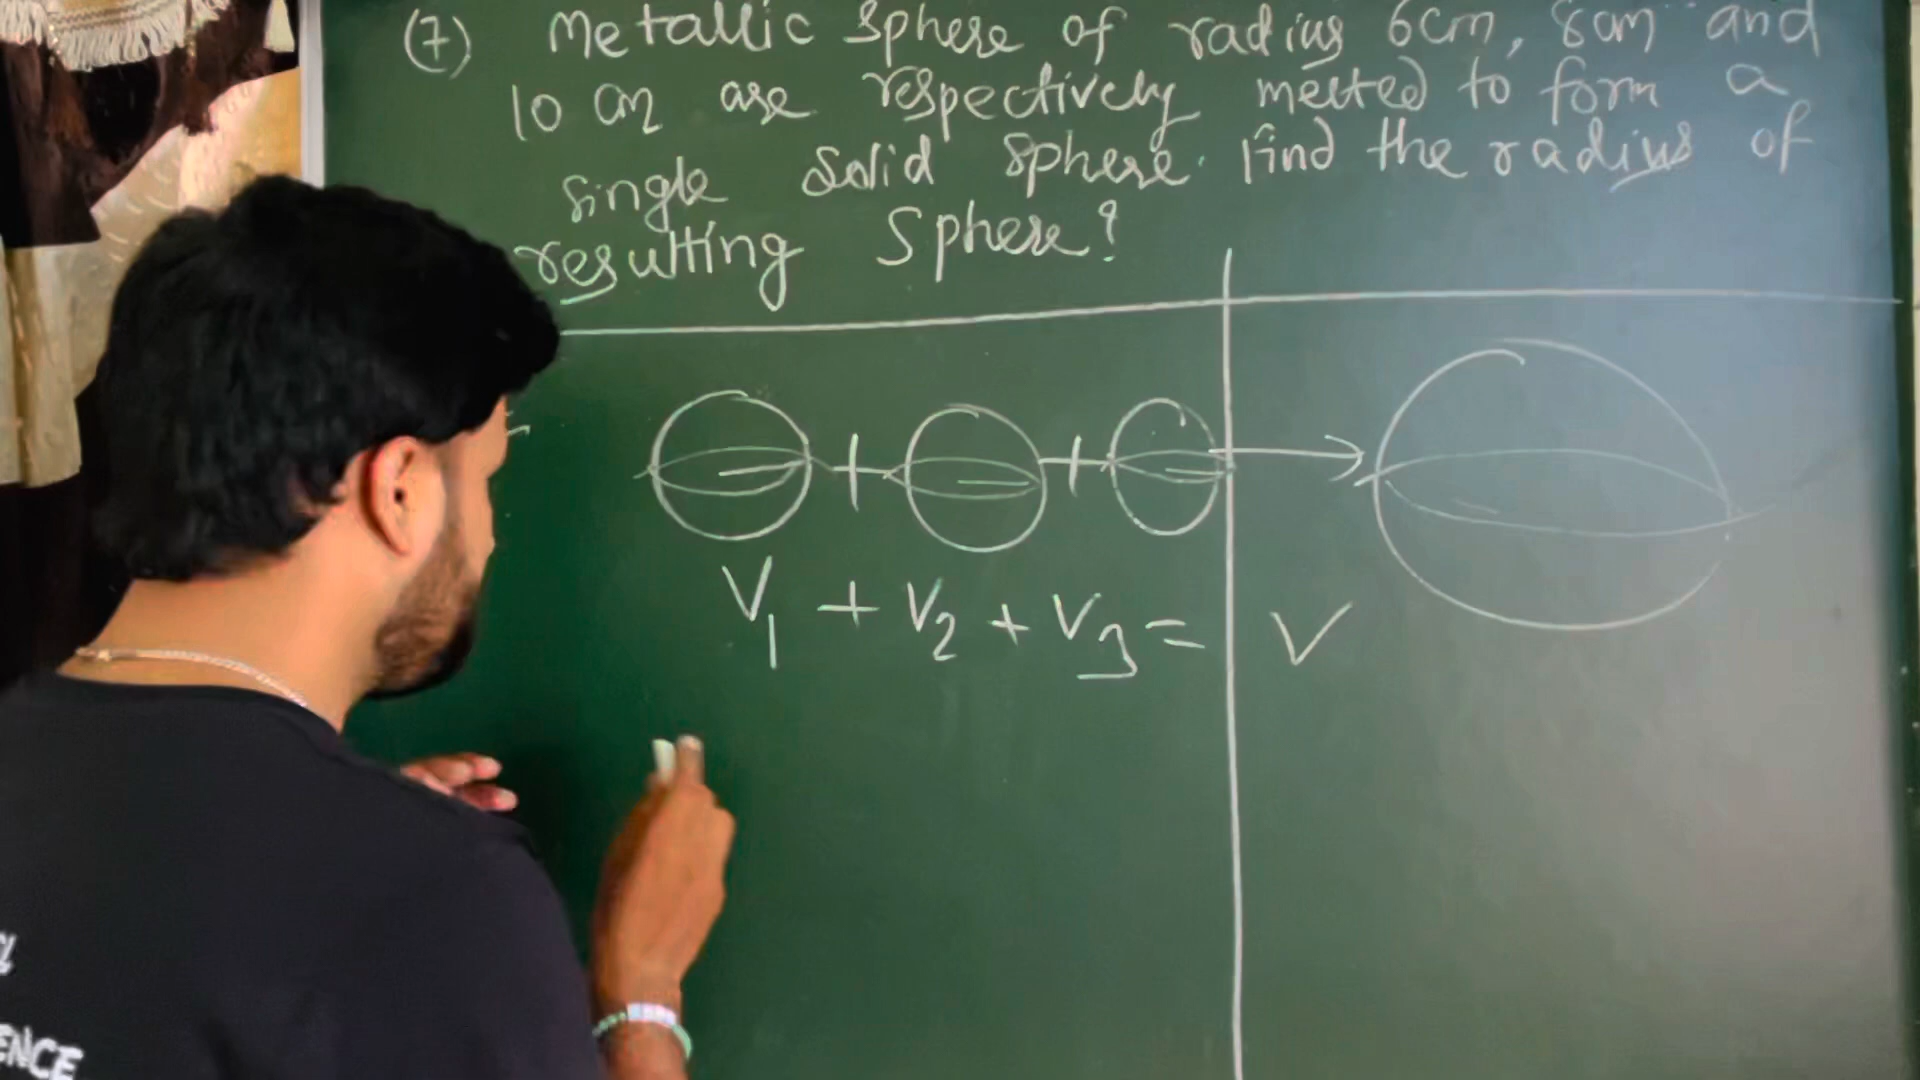 (7) Metallic sphere of radius 6cm, 8cm and
10 cm are respectively melted to form a
single solid sphere. Find the radius of
resulting sphere?
V1 + V2 + V3 = V
ENCE